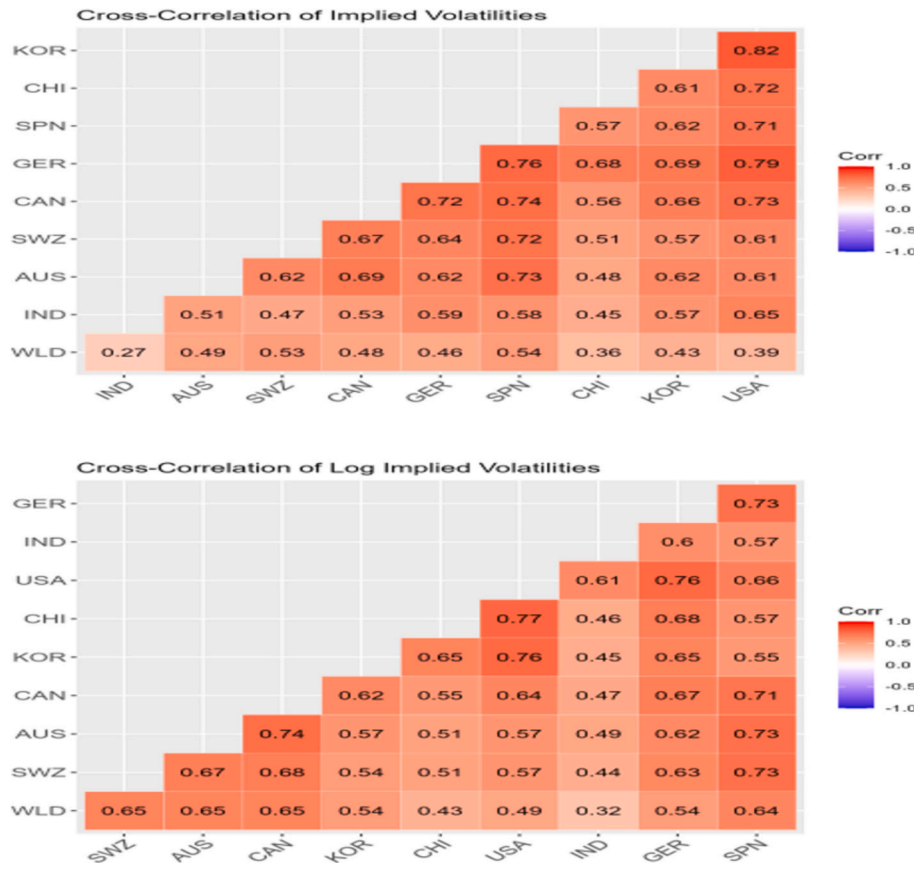 Cross-Correlation of Implied Volatilities
KOR 0.82
CHI 0.61 0.72
SPN 0.57 0.62 0.71
GER 0.76 0.68 0.69 0.79
CAN 0.72 0.74 0.56 0.66 0.73
SWZ 0.67 0.64 0.72 0.51 0.57 0.61
AUS 0.62 0.69 0.62 0.73 0.48 0.62 0.61
IND 0.51 0.47 0.53 0.59 0.58 0.45 0.57 0.65
WLD 0.27 0.49 0.53 0.48 0.46 0.54 0.36 0.43 0.39
IND AUS SWZ CAN GER SPN CHI KOR USA
Corr
1.0
0.5
0.0
-0.5
-1.0
Cross-Correlation of Log Implied Volatilities
GER 0.73
IND 0.6 0.57
USA 0.61 0.76 0.66
CHI 0.77 0.46 0.68 0.57
KOR 0.65 0.76 0.45 0.65 0.55
CAN 0.62 0.55 0.64 0.47 0.67 0.71
AUS 0.74 0.57 0.51 0.57 0.49 0.62 0.73
SWZ 0.67 0.68 0.54 0.51 0.57 0.44 0.63 0.73
WLD 0.65 0.65 0.65 0.54 0.43 0.49 0.32 0.54 0.64
SWZ AUS CAN KOR CHI USA IND GER SPN
Corr
1.0
0.5
0.0
-0.5
-1.0